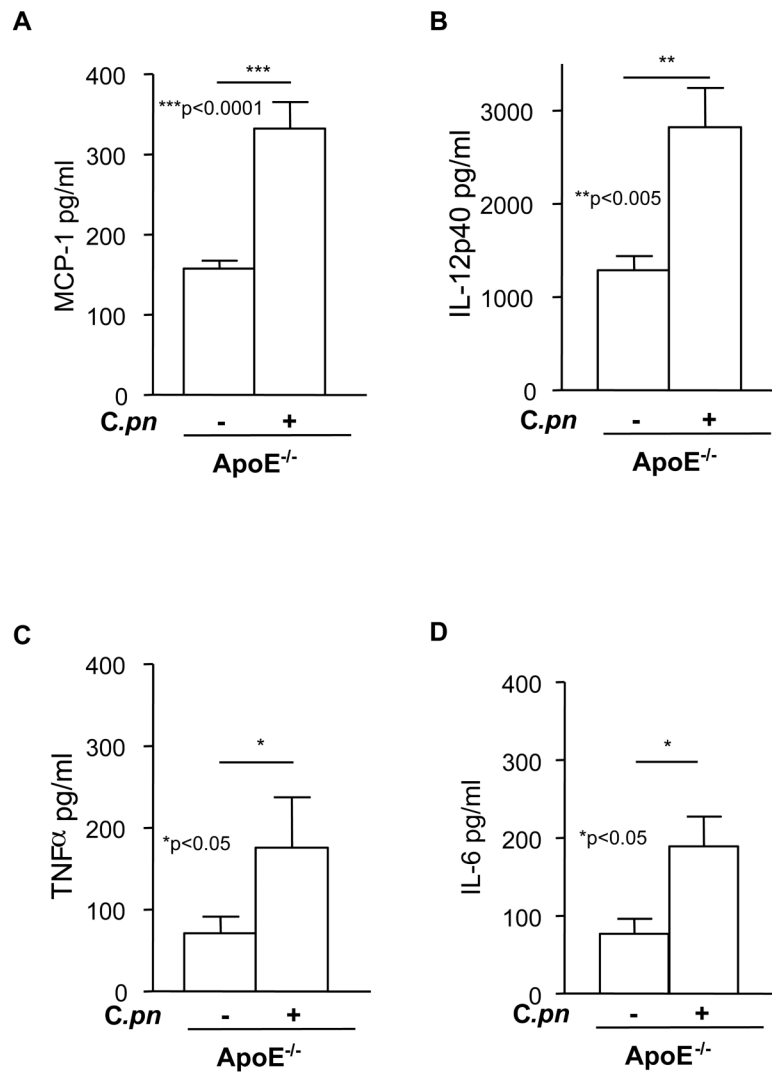 A
MCP-1 pg/ml
400
300
200
100
0
***
***p<0.0001
C.pn - +
ApoE-/-
B
IL-12p40 pg/ml
3000
2000
1000
0
**
**p<0.005
C.pn - +
ApoE-/-
C
TNFα pg/ml
400
300
200
100
0
*
*p<0.05
C.pn - +
ApoE-/-
D
IL-6 pg/ml
400
300
200
100
0
*
*p<0.05
C.pn - +
ApoE-/-